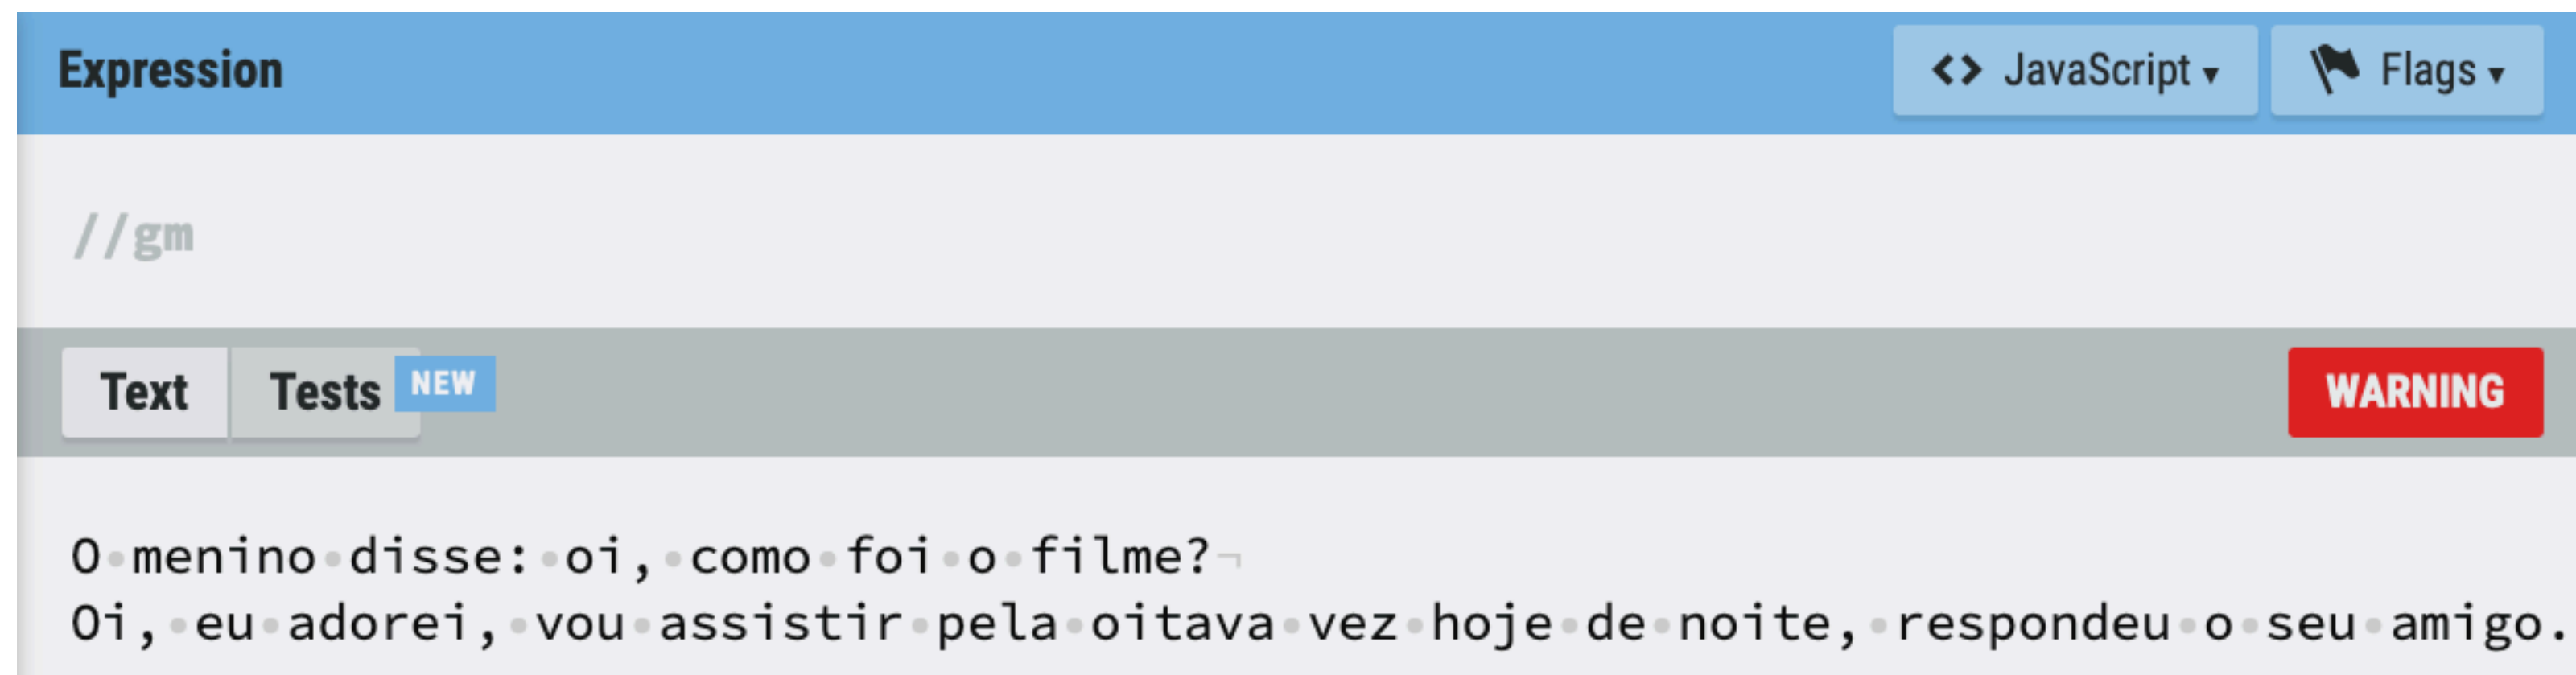 Expression <> JavaScript ▾ Flags ▾
//gm
Text Tests NEW WARNING
O•menino•disse:•oi,•como•foi•o•filme?¬
Oi,•eu•adorei,•vou•assistir•pela•oitava•vez•hoje•de•noite,•respondeu•o•seu•amigo.